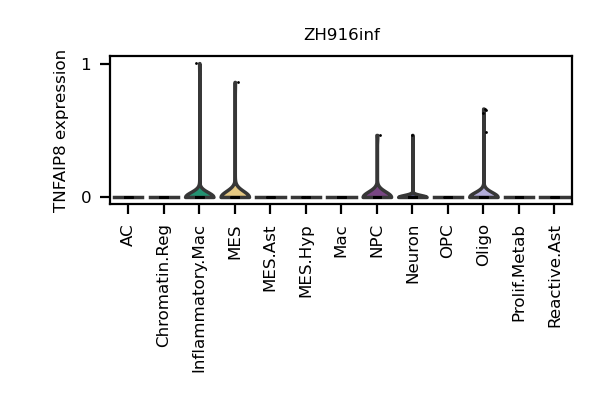 ZH916inf
TNFAIP8 expression
1
0
AC
Chromatin.Reg
Inflammatory.Mac
MES
MES.Ast
MES.Hyp
Mac
NPC
Neuron
OPC
Oligo
Prolif.Metab
Reactive.Ast